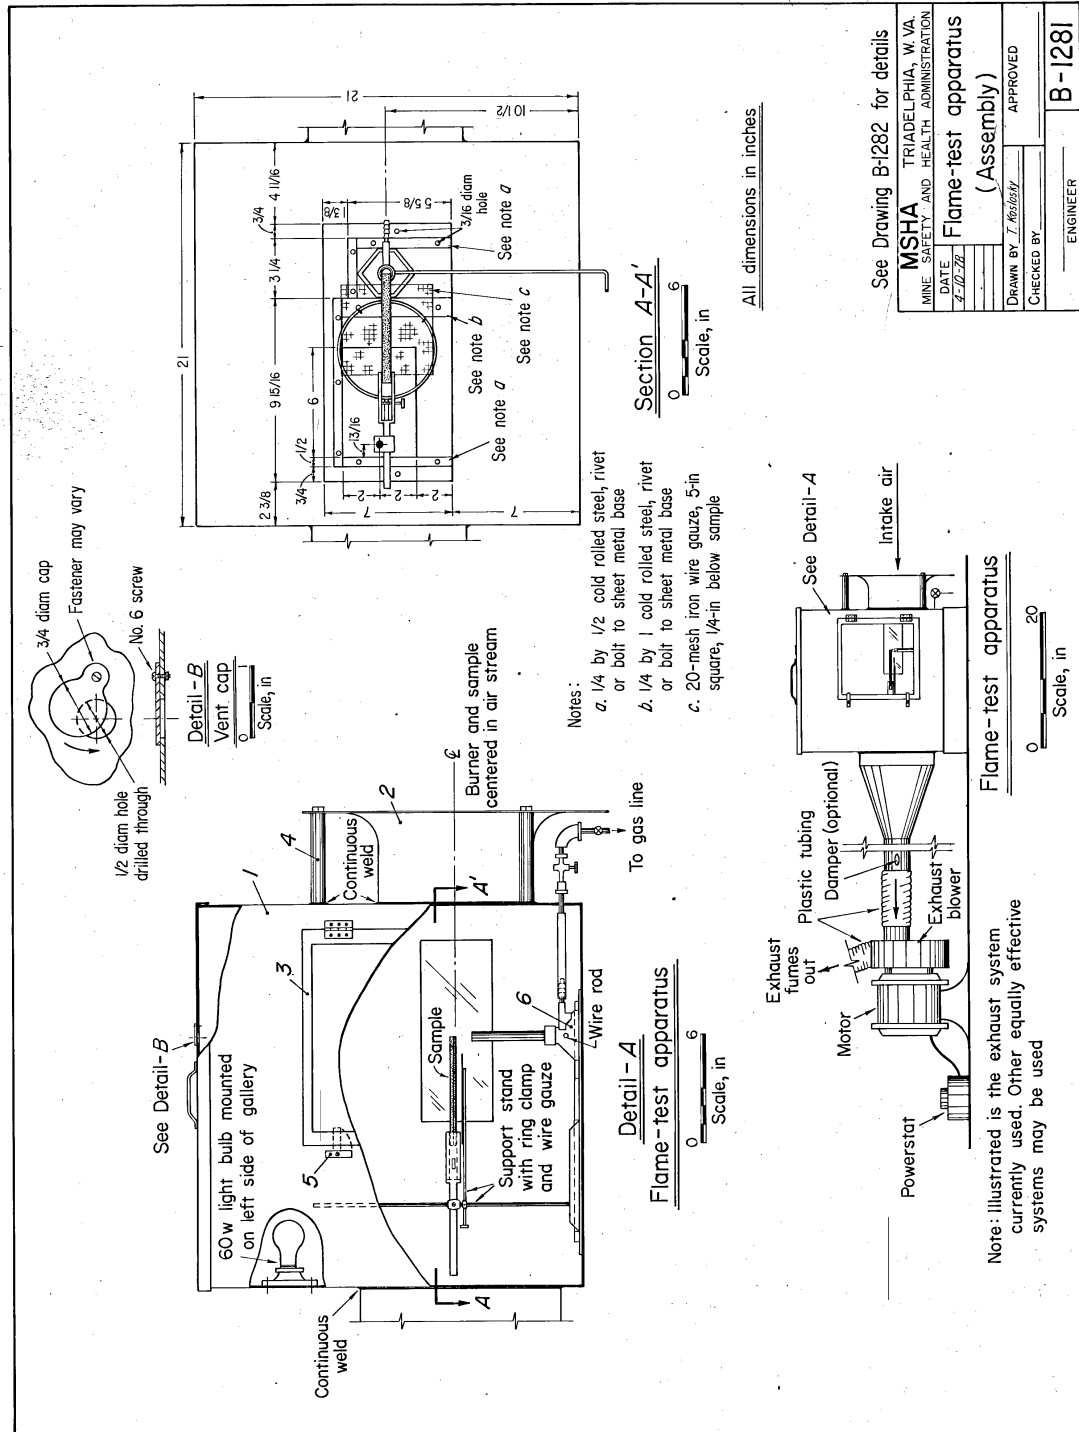 See Detail-B
60w light bulb mounted
on left side of gallery
1
3
5
4
2
6
Continuous
weld
Continuous
weld
A
A'
Sample
Support stand
with ring clamp
and wire gauze
Wire rod
℄
Burner and sample
centered in air stream
To gas line
Detail-A
Flame-test apparatus
0 6
Scale, in
1/2 diam hole
drilled through
3/4 diam cap
Fastener may vary
No. 6 screw
Detail-B
Vent cap
0 1
Scale, in
21
2 3/8
9 15/16
3 1/4
3/4
4 11/16
3/4
1/2
6
13/16
2
2
2
7
7
1 3/8
5 5/8
21
10 1/2
3/16 diam
hole
See note a
See note b
See note c
See note a
Section A-A'
0 6
Scale, in
Notes:
a. 1/4 by 1/2 cold rolled steel, rivet
or bolt to sheet metal base
b. 1/4 by 1 cold rolled steel, rivet
or bolt to sheet metal base
c. 20-mesh iron wire gauze, 5-in
square, 1/4-in below sample
All dimensions in inches
Exhaust
fumes
out
Plastic tubing
Damper (optional)
Motor
Exhaust
blower
Powerstat
See Detail-A
Intake air
Flame-test apparatus
0 20
Scale, in
Note: Illustrated is the exhaust system
currently used. Other equally effective
systems may be used
See Drawing B-1282 for details
MSHA TRIADELPHIA, W. VA.
MINE SAFETY AND HEALTH ADMINISTRATION
DATE
4-10-78
Flame-test apparatus
(Assembly)
DRAWN BY T. Koslosky
CHECKED BY
APPROVED
ENGINEER
B-1281